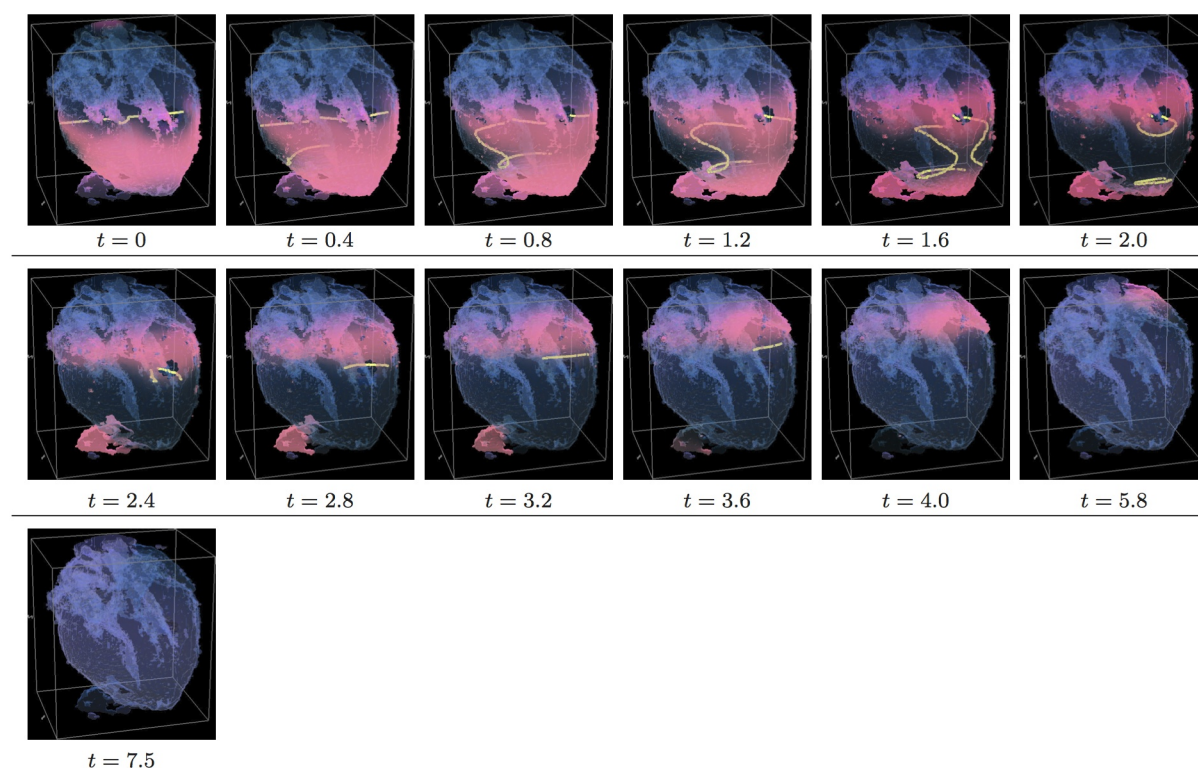 t = 0 t = 0.4 t = 0.8 t = 1.2 t = 1.6 t = 2.0
t = 2.4 t = 2.8 t = 3.2 t = 3.6 t = 4.0 t = 5.8
t = 7.5